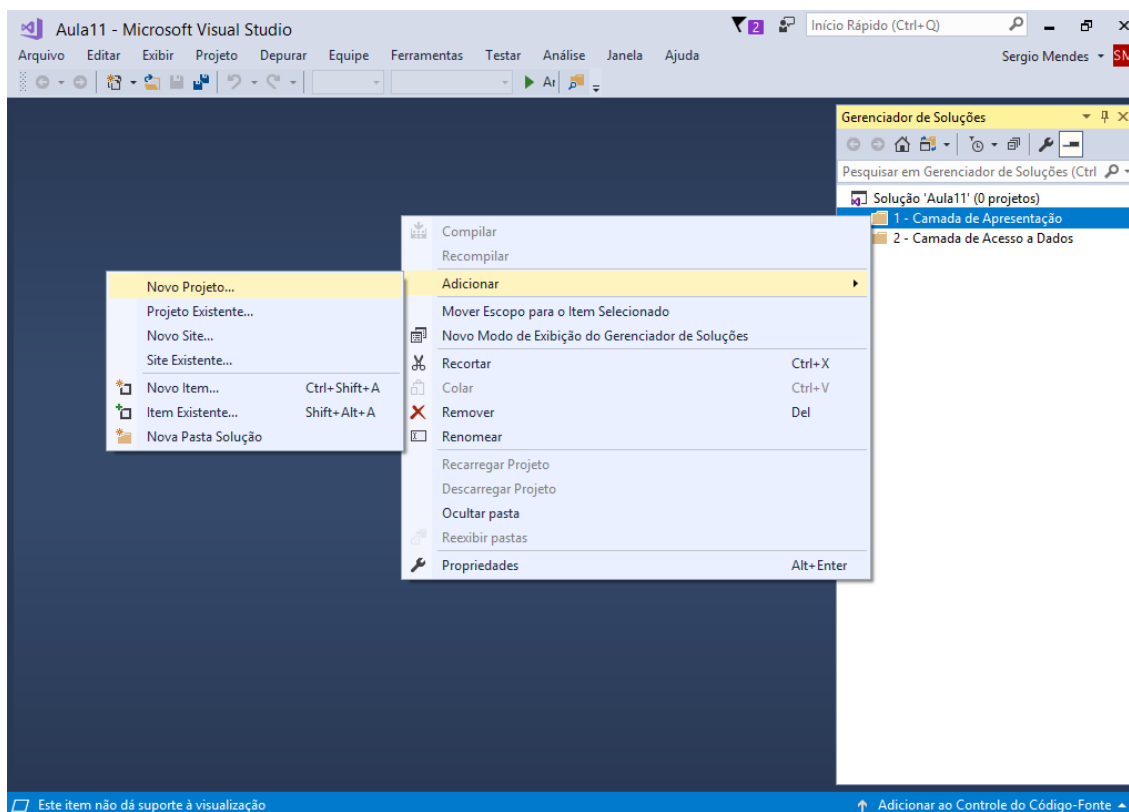 Aula11 - Microsoft Visual Studio
2
Início Rápido (Ctrl+Q)
Arquivo Editar Exibir Projeto Depurar Equipe Ferramentas Testar Análise Janela Ajuda
Sergio Mendes
SM
Gerenciador de Soluções
Pesquisar em Gerenciador de Soluções (Ctrl
Solução 'Aula11' (0 projetos)
1 - Camada de Apresentação
2 - Camada de Acesso a Dados
Compilar
Recompilar
Adicionar
Mover Escopo para o Item Selecionado
Novo Modo de Exibição do Gerenciador de Soluções
Recortar Ctrl+X
Colar Ctrl+V
Remover Del
Renomear
Recarregar Projeto
Descarregar Projeto
Ocultar pasta
Reexibir pastas
Propriedades Alt+Enter
Novo Projeto...
Projeto Existente...
Novo Site...
Site Existente...
Novo Item... Ctrl+Shift+A
Item Existente... Shift+Alt+A
Nova Pasta Solução
Este item não dá suporte à visualização
Adicionar ao Controle do Código-Fonte